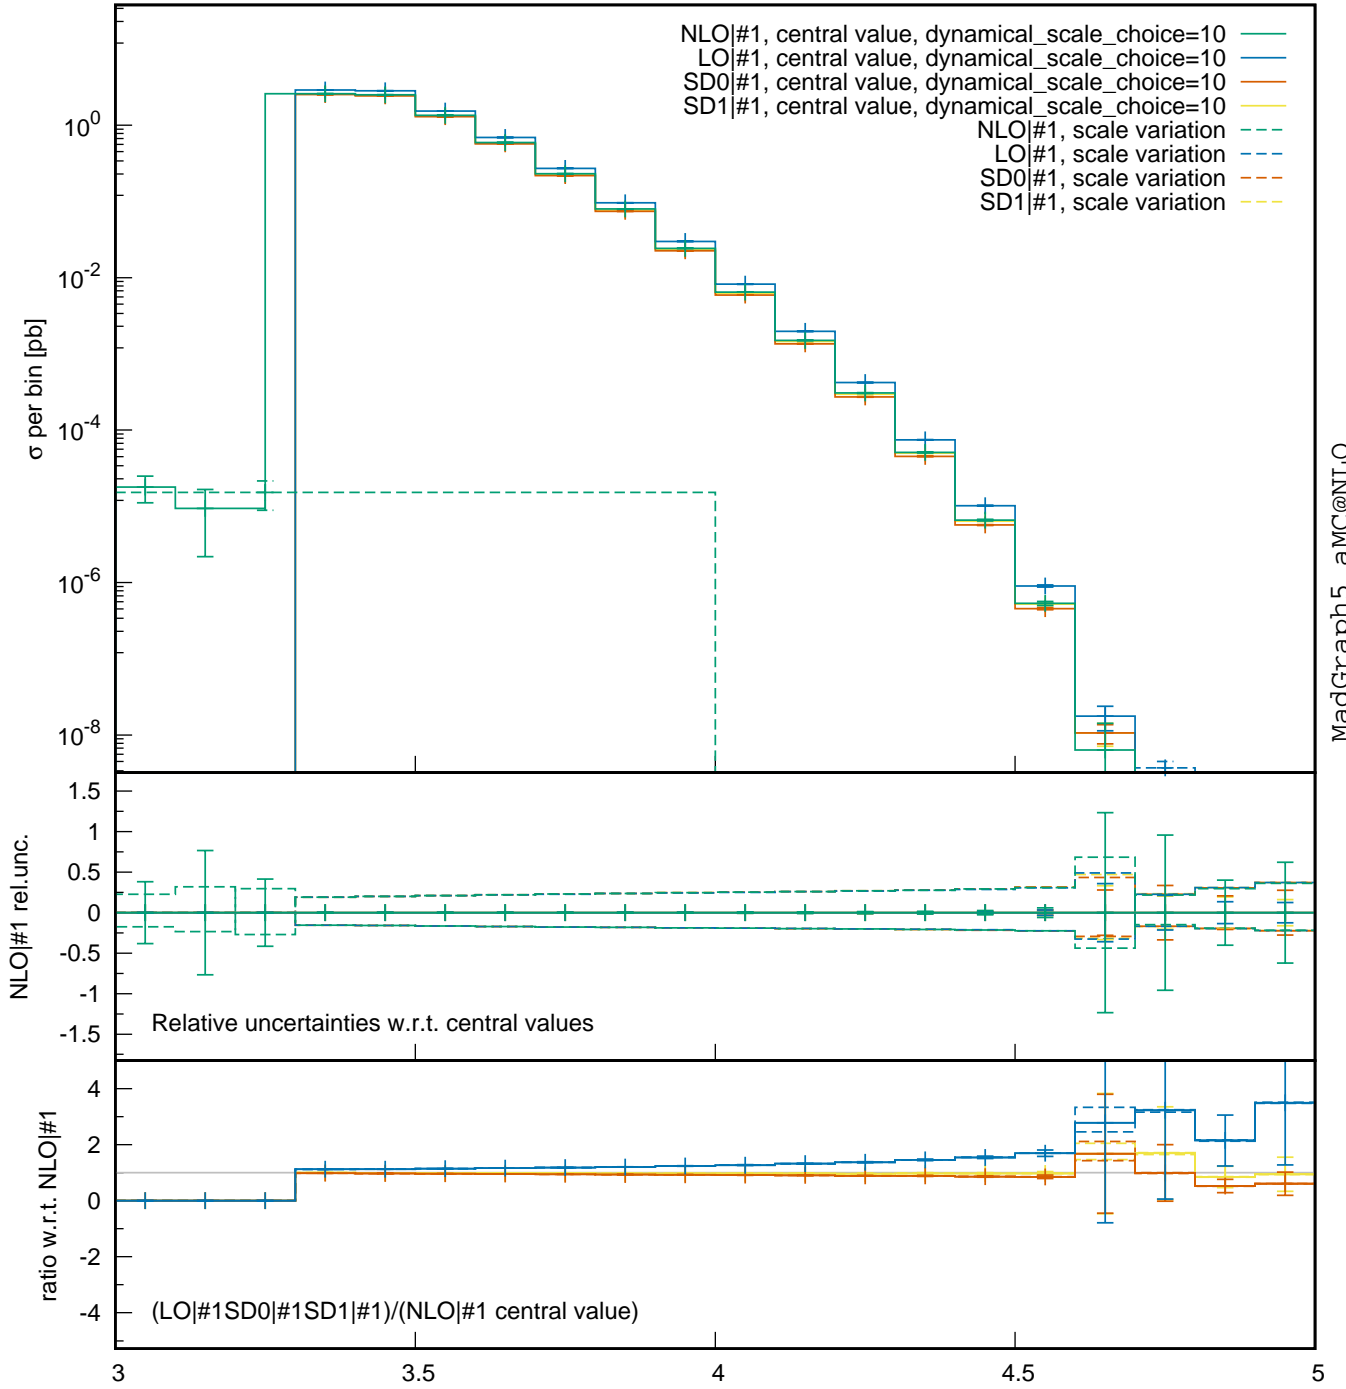 NLO|#1, central value, dynamical_scale_choice=10
LO|#1, central value, dynamical_scale_choice=10
SD0|#1, central value, dynamical_scale_choice=10
SD1|#1, central value, dynamical_scale_choice=10
NLO|#1, scale variation
LO|#1, scale variation
SD0|#1, scale variation
SD1|#1, scale variation
10^0
10^-2
10^-4
10^-6
10^-8
σ per bin [pb]
MadGraph5_aMC@NLO
1.5
1
0.5
0
-0.5
-1
-1.5
NLO|#1 rel.unc.
Relative uncertainties w.r.t. central values
4
2
0
-2
-4
ratio w.r.t. NLO|#1
(LO|#1SD0|#1SD1|#1)/(NLO|#1 central value)
3 3.5 4 4.5 5